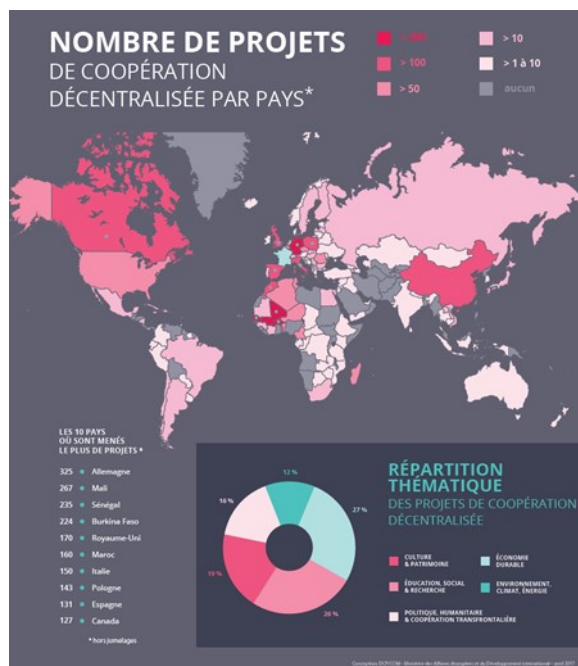 NOMBRE DE PROJETS
DE COOPÉRATION
DÉCENTRALISÉE PAR PAYS*
> 100
> 50
> 10
> 1 à 10
aucun
LES 10 PAYS
OÙ SONT MENÉS
LE PLUS DE PROJETS *
325 Allemagne
267 Mali
235 Sénégal
224 Burkina Faso
170 Royaume-Uni
160 Maroc
150 Italie
143 Pologne
131 Espagne
127 Canada
* hors jumelages
12 %
27 %
26 %
19 %
16 %
RÉPARTITION
THÉMATIQUE
DES PROJETS DE COOPÉRATION
DÉCENTRALISÉE
CULTURE
& PATRIMOINE
ÉDUCATION, SOCIAL
& RECHERCHE
POLITIQUE, HUMANITAIRE
& COOPÉRATION TRANSFRONTALIÈRE
ÉCONOMIE
DURABLE
ENVIRONNEMENT,
CLIMAT, ÉNERGIE